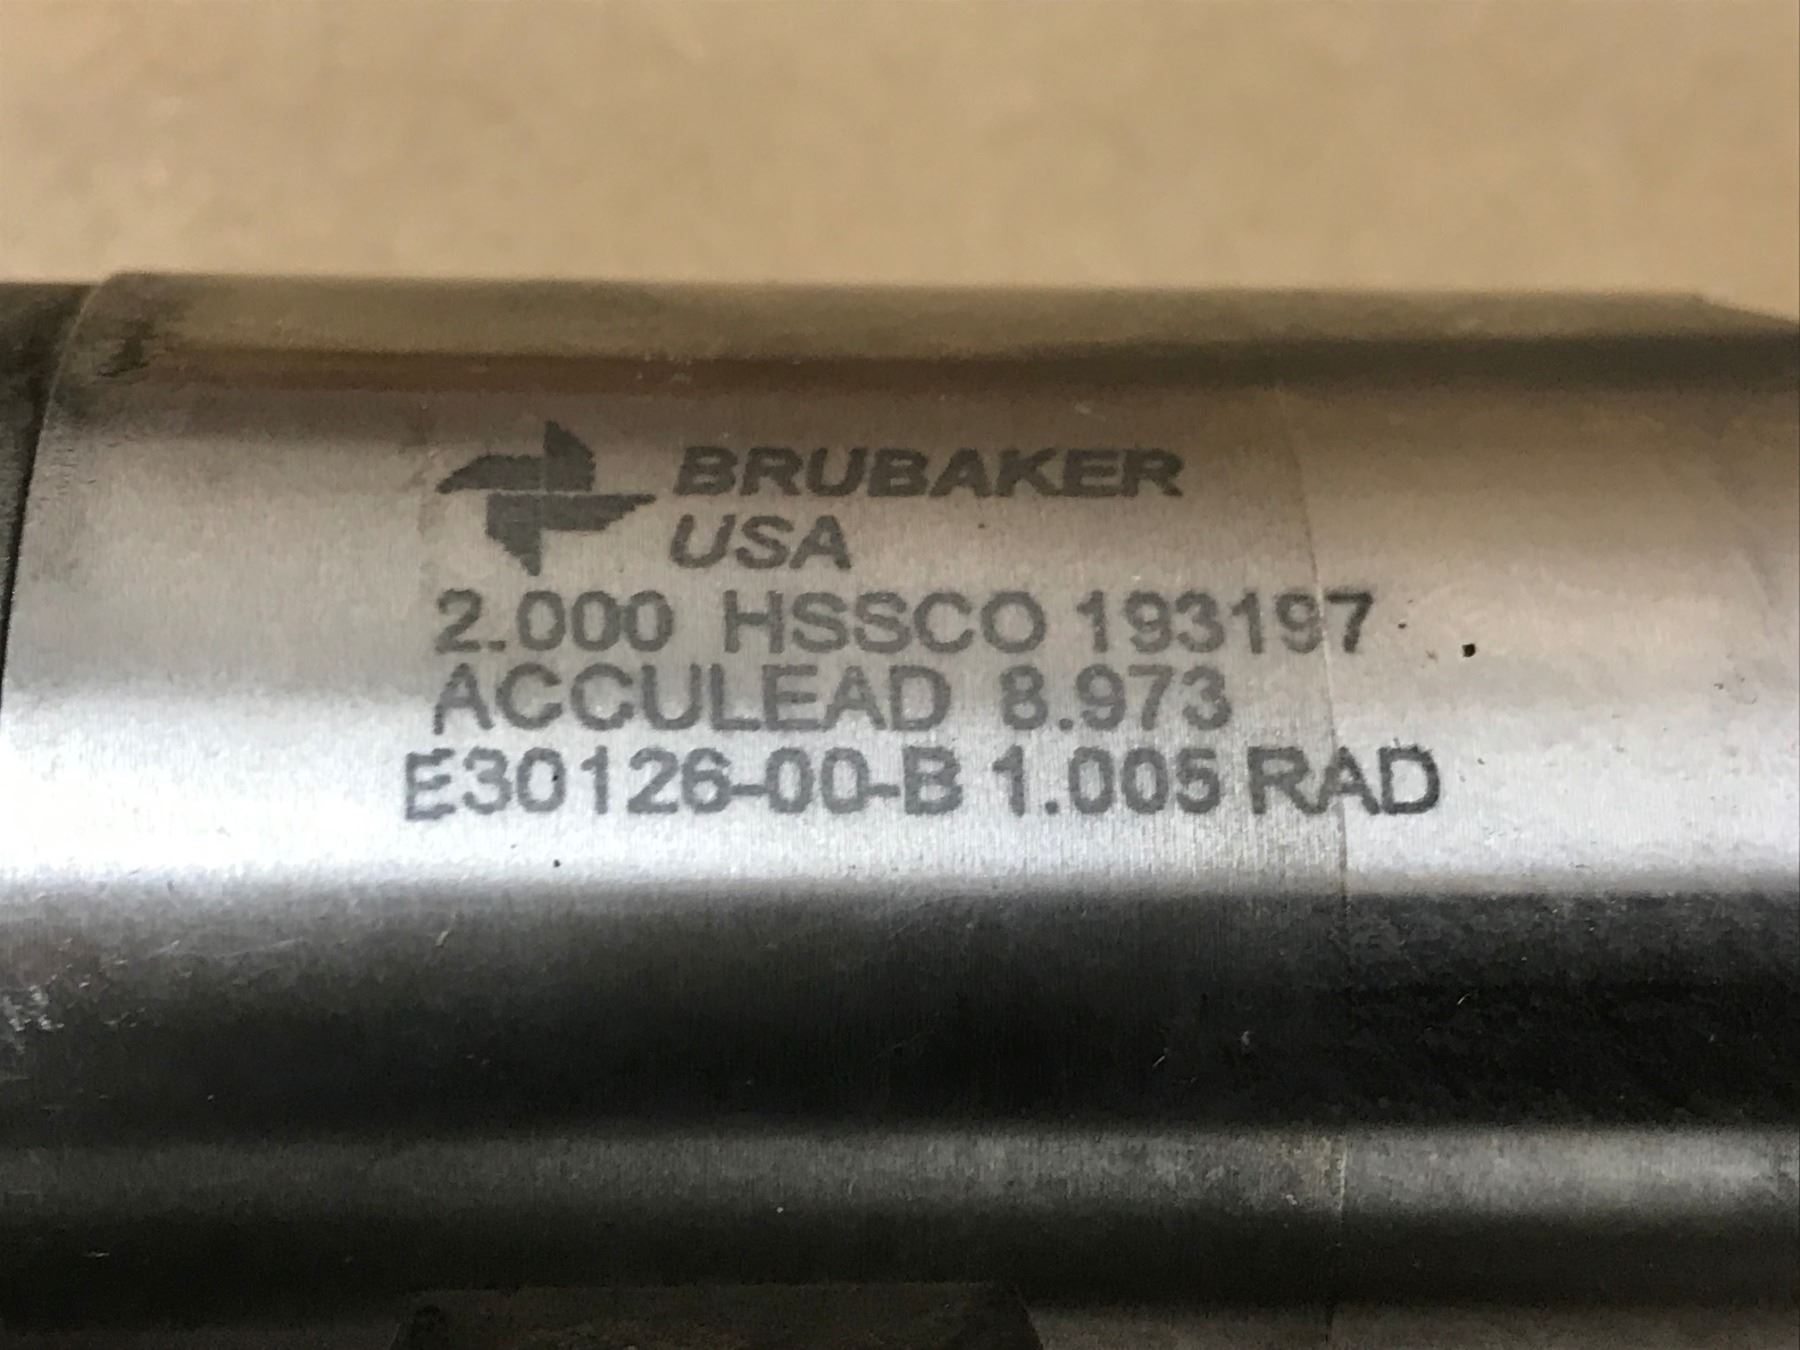 BRUBAKER
USA
2.000 HSSCO 193197
ACCULEAD 8.973
E30126-00-B 1.005 RAD